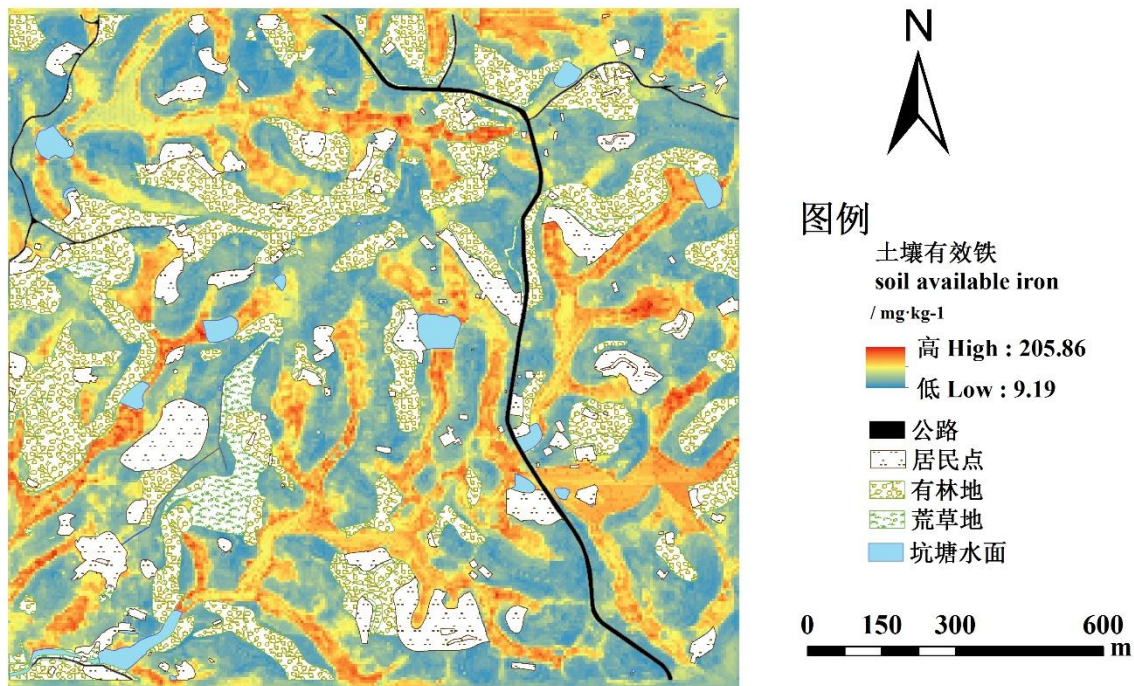 N
图例
土壤有效铁
soil available iron
/ mg·kg-1
高 High : 205.86
低 Low : 9.19
公路
居民点
有林地
荒草地
坑塘水面
0 150 300 600
m